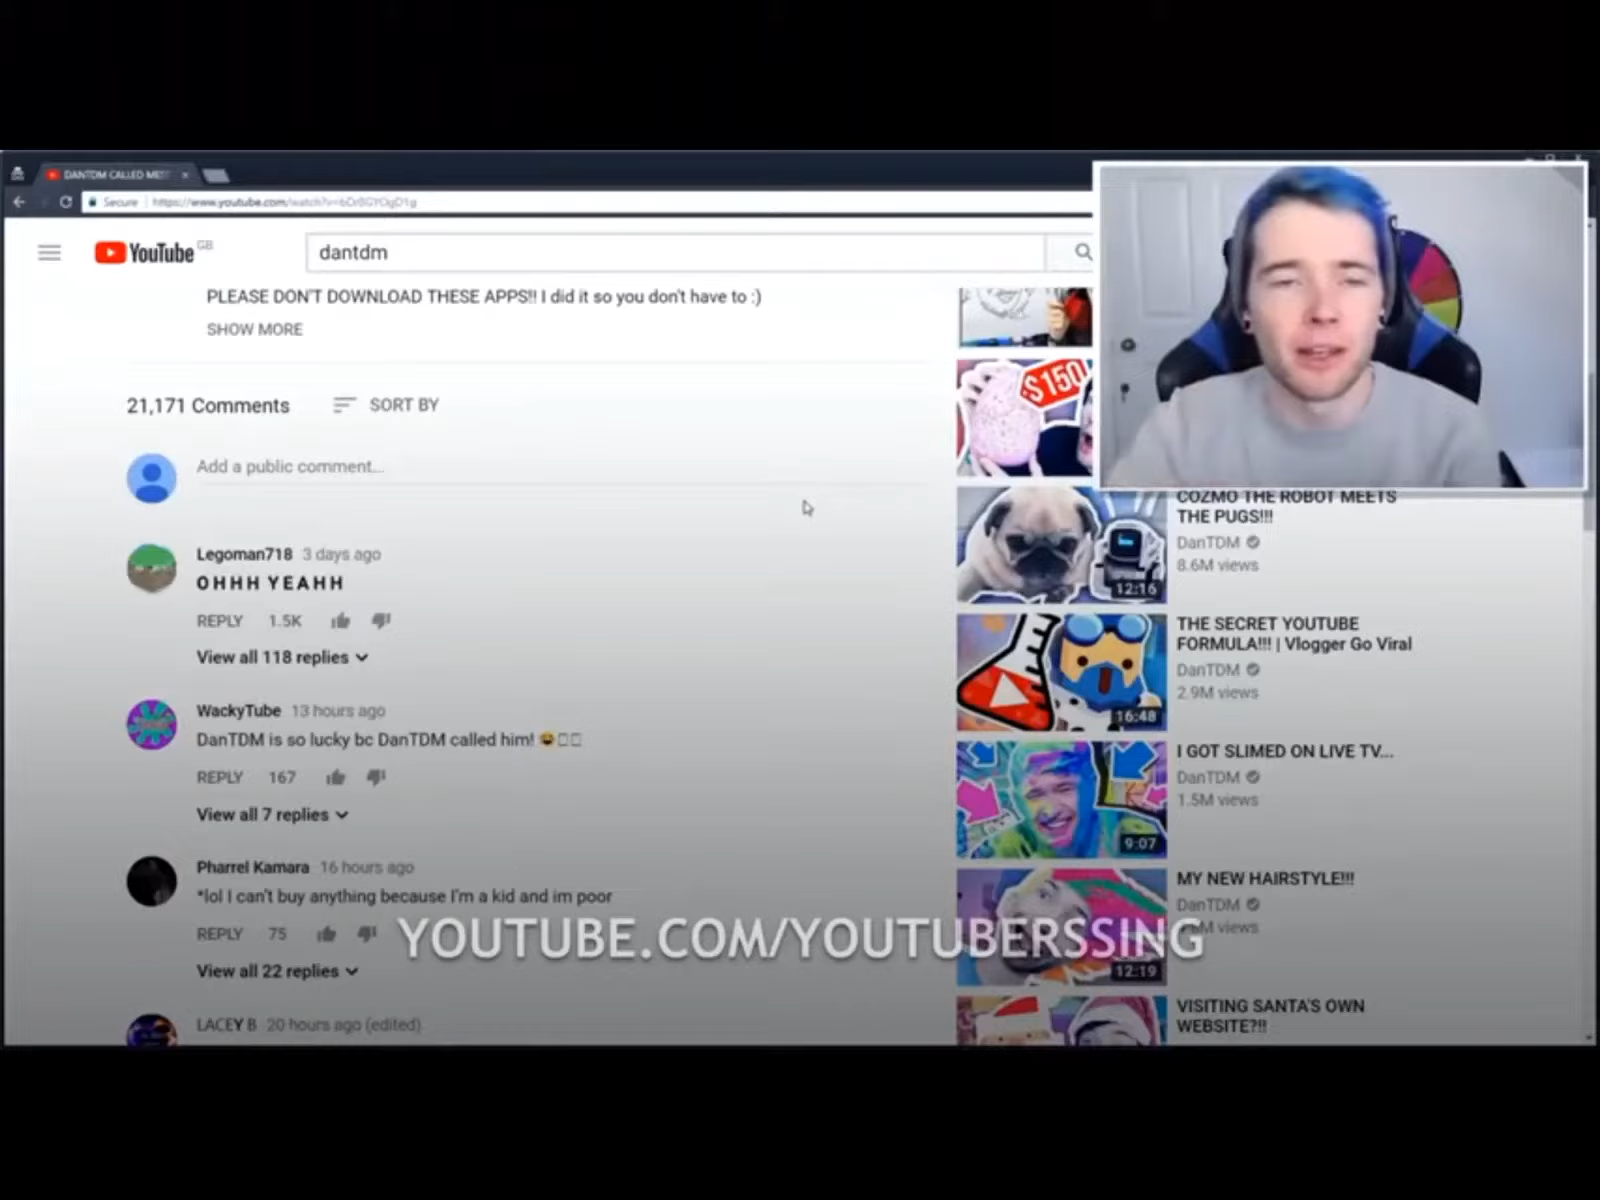 DANTDM CALLED ME
Secure
YouTube GB
dantdm
PLEASE DON'T DOWNLOAD THESE APPS!! I did it so you don't have to :)
SHOW MORE
21,171 Comments
SORT BY
Add a public comment...
Legoman718 3 days ago
OHHH YEAHH
REPLY 1.5K
View all 118 replies
WackyTube 13 hours ago
DanTDM is so lucky bc DanTDM called him! 😄
REPLY 167
View all 7 replies
Pharrel Kamara 16 hours ago
*lol I can't buy anything because I'm a kid and im poor
REPLY 75
View all 22 replies
LACEY B 20 hours ago (edited)
$150
COZMO THE ROBOT MEETS
THE PUGS!!!
DanTDM
8.6M views
12:16
THE SECRET YOUTUBE
FORMULA!!! | Vlogger Go Viral
DanTDM
2.9M views
16:48
I GOT SLIMED ON LIVE TV...
DanTDM
1.5M views
9:07
MY NEW HAIRSTYLE!!!
DanTDM
views
12:19
VISITING SANTA'S OWN
WEBSITE?!!
YOUTUBE.COM/YOUTUBERSSING